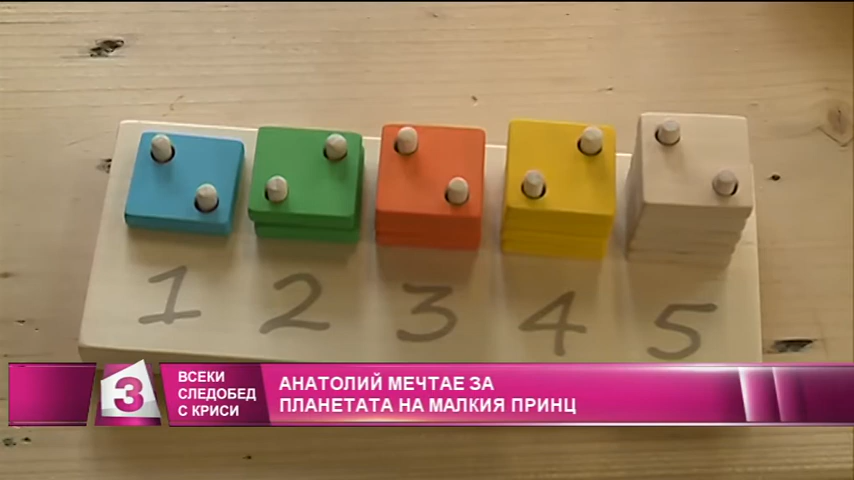 1 2 3 4 5
3
ВСЕКИ
СЛЕДОБЕД
С КРИСИ
АНАТОЛИЙ МЕЧТАЕ ЗА
ПЛАНЕТАТА НА МАЛКИЯ ПРИНЦ